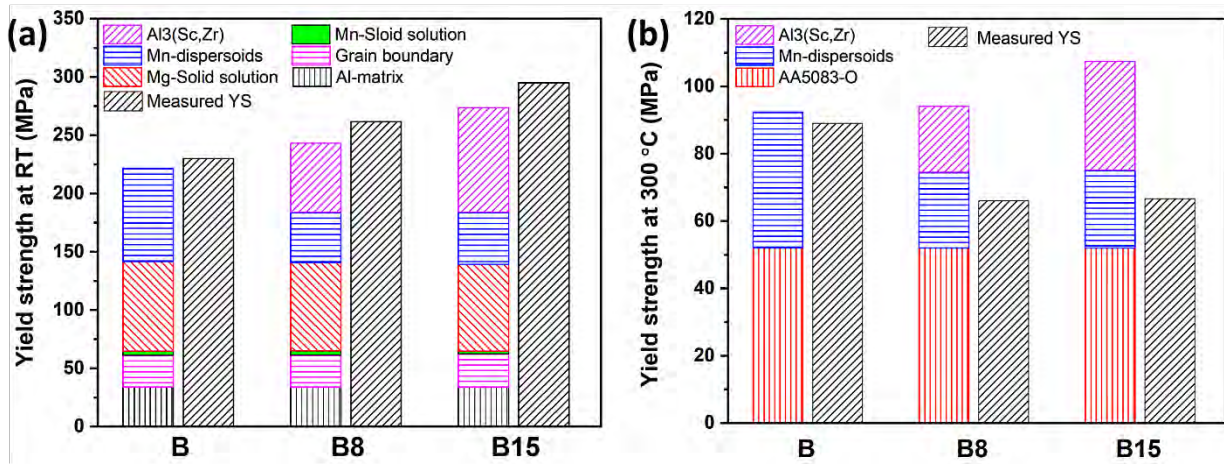 (a)
Al3(Sc,Zr)
Mn-Sloid solution
Mn-dispersoids
Grain boundary
Mg-Solid solution
Al-matrix
Measured YS
Yield strength at RT (MPa)
350
300
250
200
150
100
50
0
B
B8
B15
(b)
Al3(Sc,Zr)
Measured YS
Mn-dispersoids
AA5083-O
Yield strength at 300 °C (MPa)
120
100
80
60
40
20
0
B
B8
B15